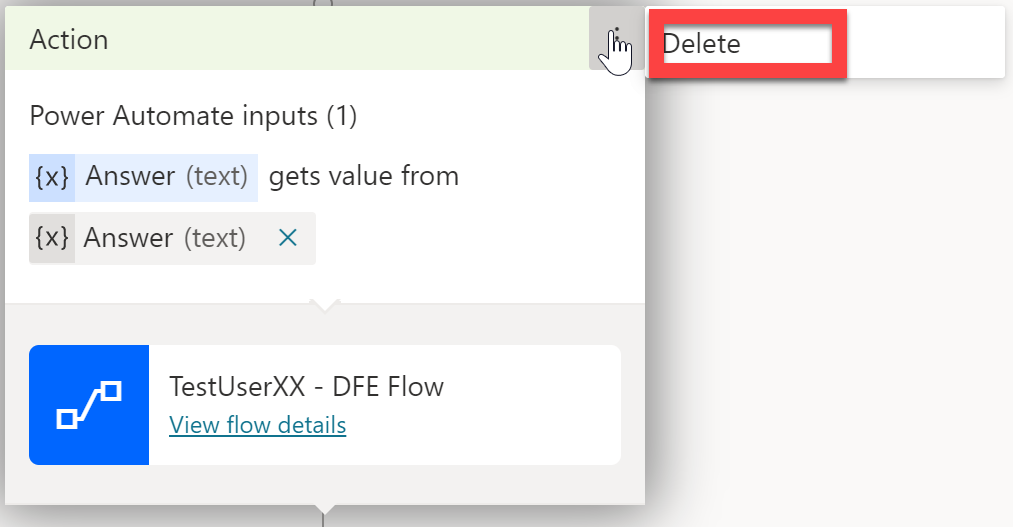 Action
Delete
Power Automate inputs (1)
{x} Answer (text) gets value from
{x} Answer (text) ×
TestUserXX - DFE Flow
View flow details